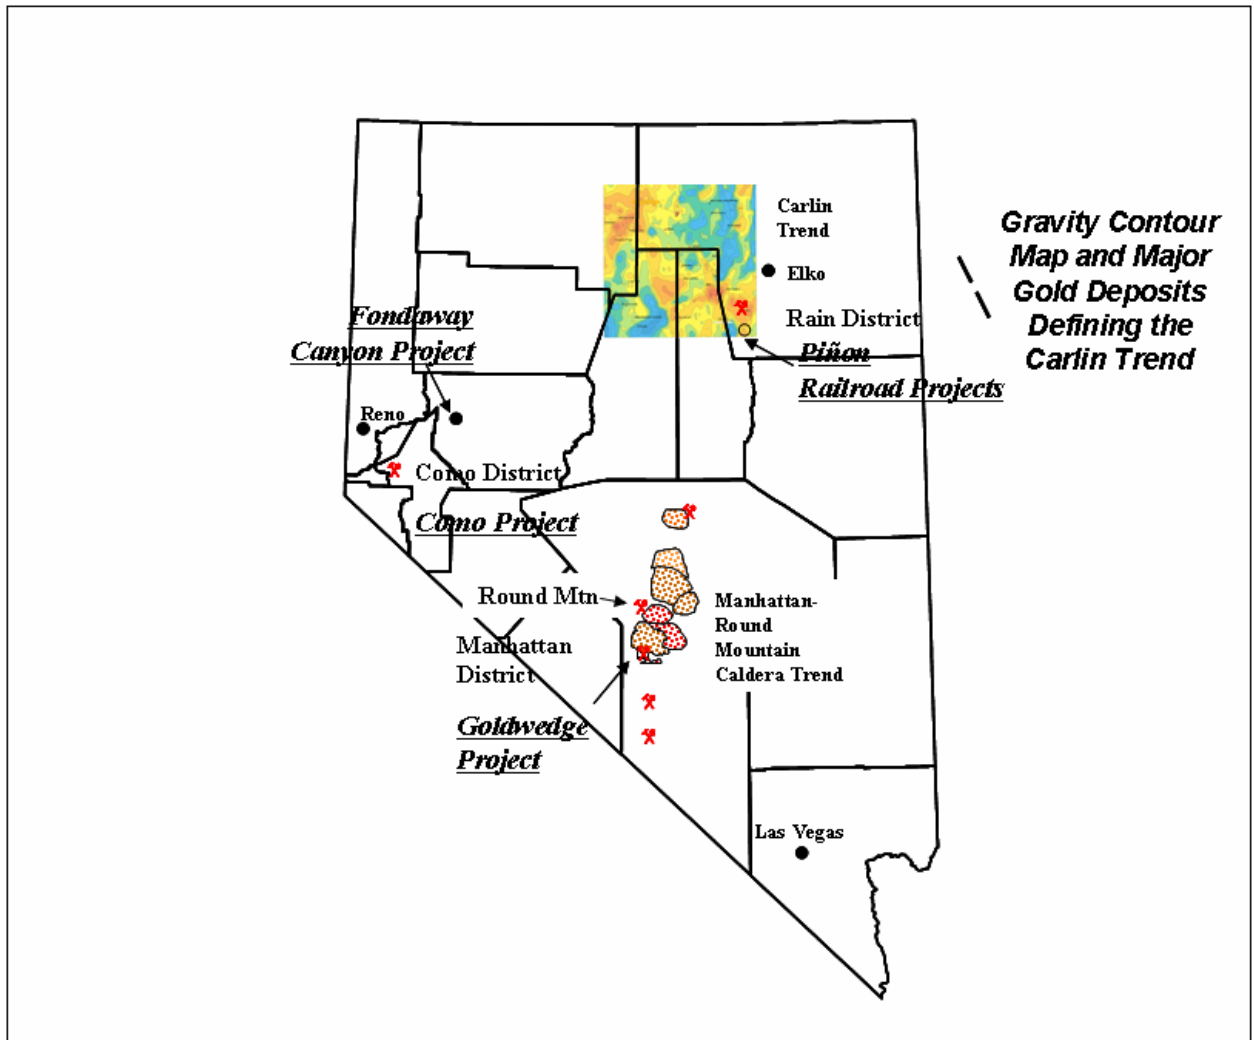 Carlin
Trend
Elko
Gravity Contour
Map and Major
Gold Deposits
Defining the
Carlin Trend
Fondaway
Canyon Project
Rain District
Piñon
Railroad Projects
Reno
Como District
Como Project
Round Mtn
Manhattan
District
Manhattan-
Round
Mountain
Caldera Trend
Goldwedge
Project
Las Vegas